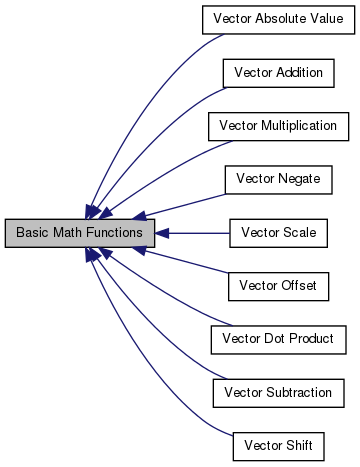 Vector Absolute Value
Vector Addition
Vector Multiplication
Vector Negate
Basic Math Functions
Vector Scale
Vector Offset
Vector Dot Product
Vector Subtraction
Vector Shift